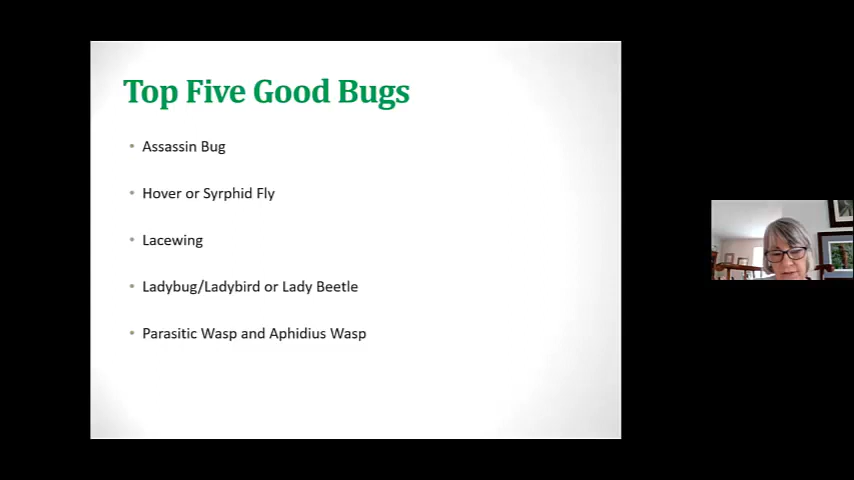 Top Five Good Bugs
• Assassin Bug
• Hover or Syrphid Fly
• Lacewing
• Ladybug/Ladybird or Lady Beetle
• Parasitic Wasp and Aphidius Wasp